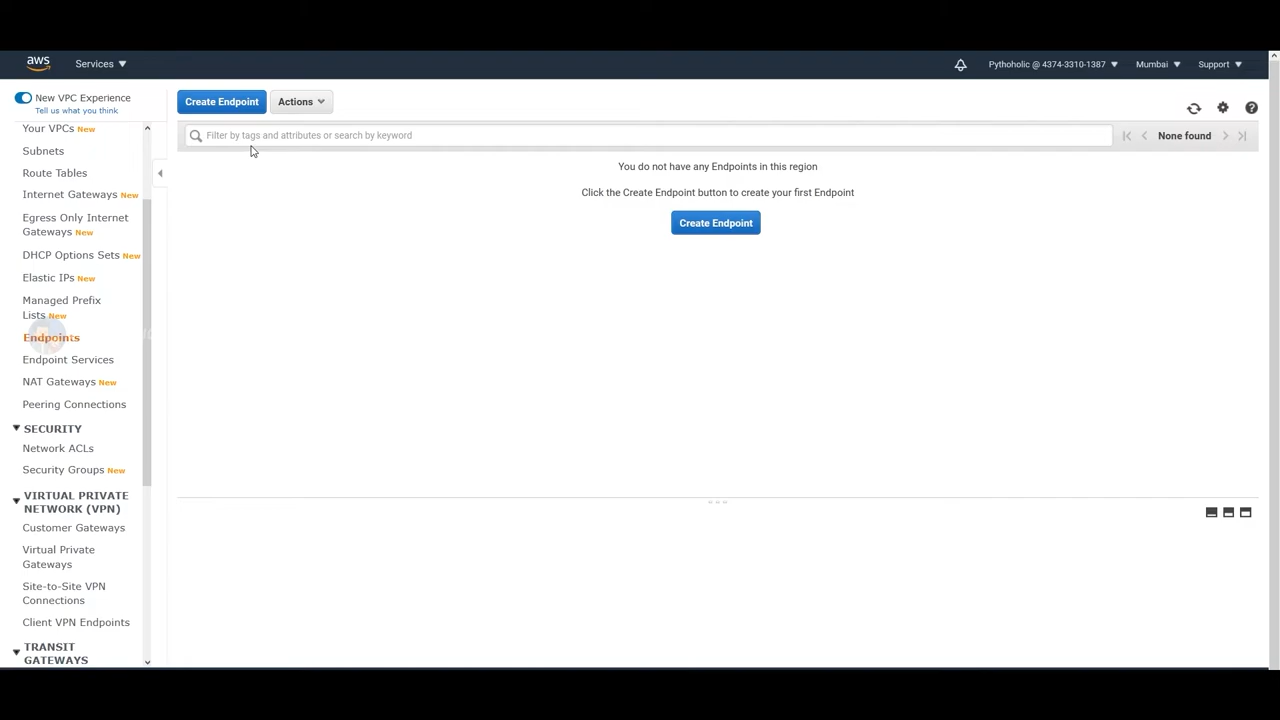 aws
Services
Pythoholic @ 4374-3310-1387
Mumbai
Support
New VPC Experience
Tell us what you think
Your VPCs New
Subnets
Route Tables
Internet Gateways New
Egress Only Internet
Gateways New
DHCP Options Sets New
Elastic IPs New
Managed Prefix
Lists New
Endpoints
Endpoint Services
NAT Gateways New
Peering Connections
SECURITY
Network ACLs
Security Groups New
VIRTUAL PRIVATE
NETWORK (VPN)
Customer Gateways
Virtual Private
Gateways
Site-to-Site VPN
Connections
Client VPN Endpoints
TRANSIT
GATEWAYS
Create Endpoint
Actions
Filter by tags and attributes or search by keyword
None found
You do not have any Endpoints in this region
Click the Create Endpoint button to create your first Endpoint
Create Endpoint